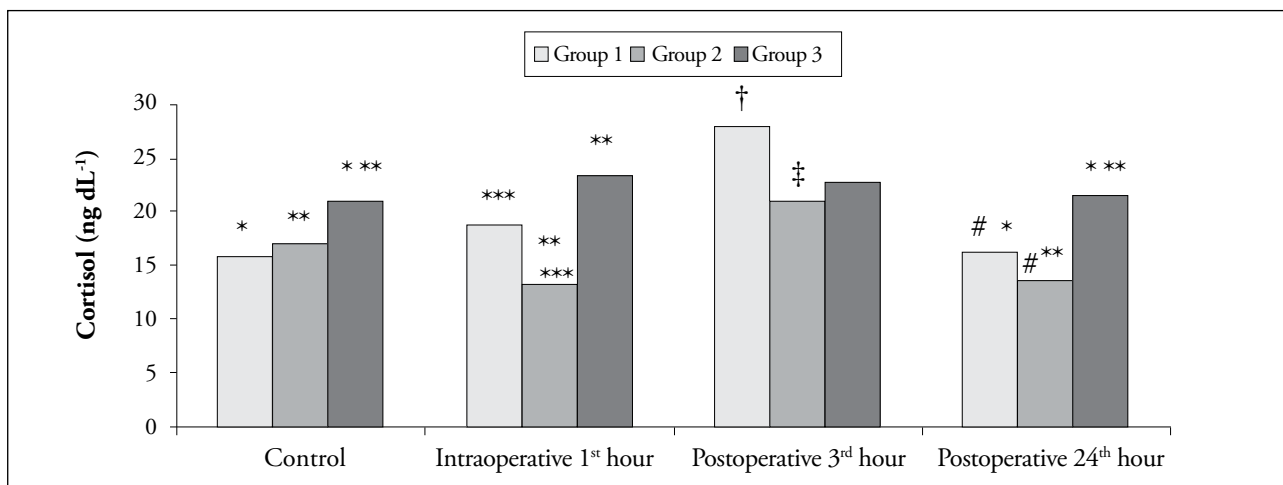 Group 1 Group 2 Group 3
Cortisol (ng dL⁻¹)
30
25
20
15
10
5
0
* ** * **
*** ** *** **
† ‡
# * # ** * **
Control Intraoperative 1ˢᵗ hour Postoperative 3ʳᵈ hour Postoperative 24ᵗʰ hour